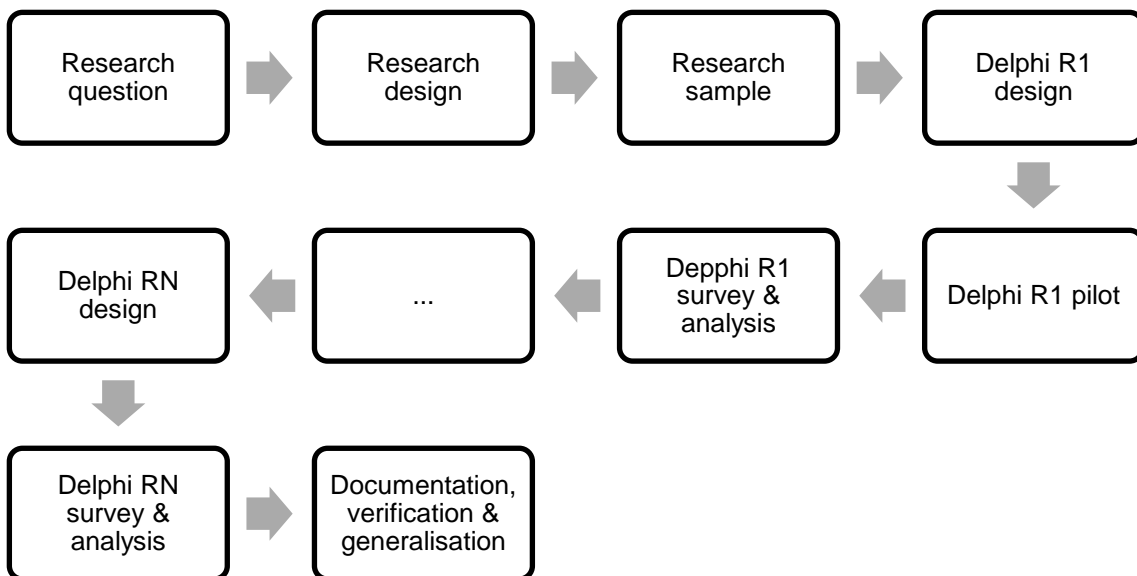 Research
question
Research
design
Research
sample
Delphi R1
design
Delphi R1 pilot
Depphi R1
survey &
analysis
...
Delphi RN
design
Delphi RN
survey &
analysis
Documentation,
verification &
generalisation